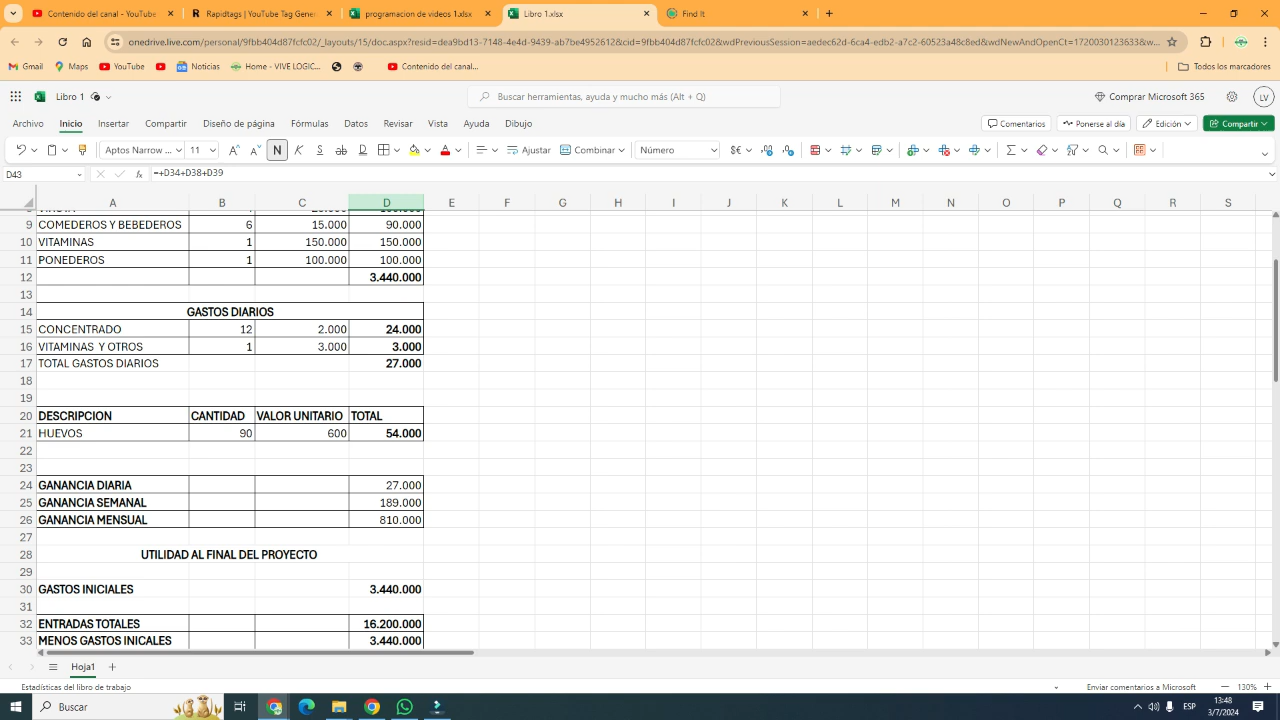 Contenido del canal - YouTube
Rapidtags | YouTube Tag Gener
programacion de videos 1.xlsx
Libro 1.xlsx
Find It
onedrive.live.com/personal/9fbb404d87fcfc02/_layouts/15/doc.aspx?resid=dea9bd13-7148-4e4d-9439-ab7be4952612&cid=9fbb404d87fcfc02&wdPreviousSession=aedec62d-6ca4-edb2-a7c2-60523a48c8ed&wdNewAndOpenCt=1720030123633&w...
Gmail Maps YouTube Noticias Home - VIVE LOGIC... Contenido del canal... Todos los marcadores
Libro 1 Buscar herramientas, ayuda y mucho más (Alt + Q) Comprar Microsoft 365 LV
Archivo Inicio Insertar Compartir Diseño de página Fórmulas Datos Revisar Vista Ayuda Dibujo Comentarios Ponerse al día Edición Compartir
Aptos Narrow ... 11 N K S ab D Ajustar Combinar Número $€
D43 fx =+D34+D38+D39
A B C D E F G H I J K L M N O P Q R S
9 COMEDEROS Y BEBEDEROS 6 15.000 90.000
10 VITAMINAS 1 150.000 150.000
11 PONEDEROS 1 100.000 100.000
12 3.440.000
13
14 GASTOS DIARIOS
15 CONCENTRADO 12 2.000 24.000
16 VITAMINAS Y OTROS 1 3.000 3.000
17 TOTAL GASTOS DIARIOS 27.000
18
19
20 DESCRIPCION CANTIDAD VALOR UNITARIO TOTAL
21 HUEVOS 90 600 54.000
22
23
24 GANANCIA DIARIA 27.000
25 GANANCIA SEMANAL 189.000
26 GANANCIA MENSUAL 810.000
27
28 UTILIDAD AL FINAL DEL PROYECTO
29
30 GASTOS INICIALES 3.440.000
31
32 ENTRADAS TOTALES 16.200.000
33 MENOS GASTOS INICALES 3.440.000
Hoja1
Estadísticas del libro de trabajo Enviar comentarios a Microsoft 130%
Buscar ESP 13:48
3/7/2024